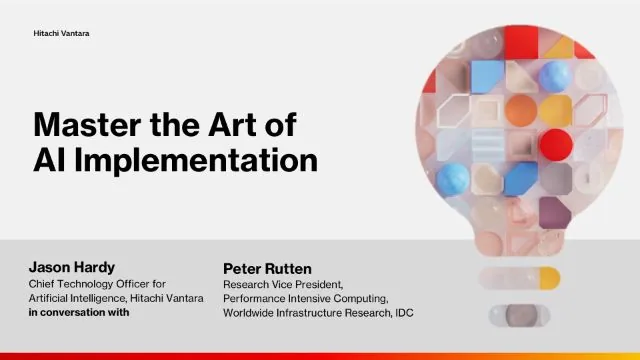 Hitachi Vantara
Master the Art of
AI Implementation
Jason Hardy
Chief Technology Officer for
Artificial Intelligence, Hitachi Vantara
in conversation with
Peter Rutten
Research Vice President,
Performance Intensive Computing,
Worldwide Infrastructure Research, IDC